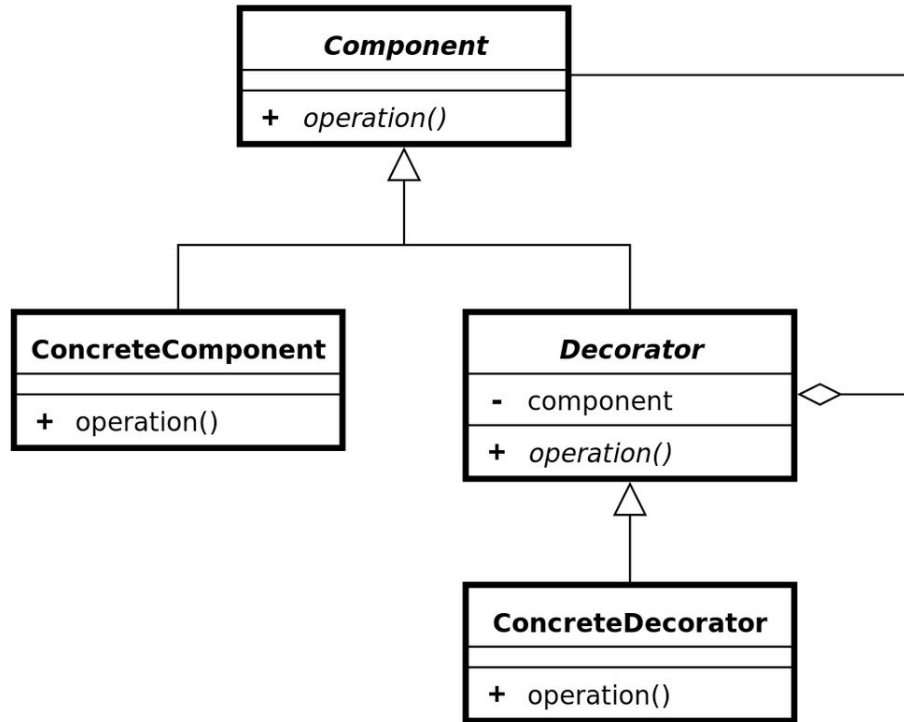 Component
+ operation()
ConcreteComponent
+ operation()
Decorator
- component
+ operation()
ConcreteDecorator
+ operation()